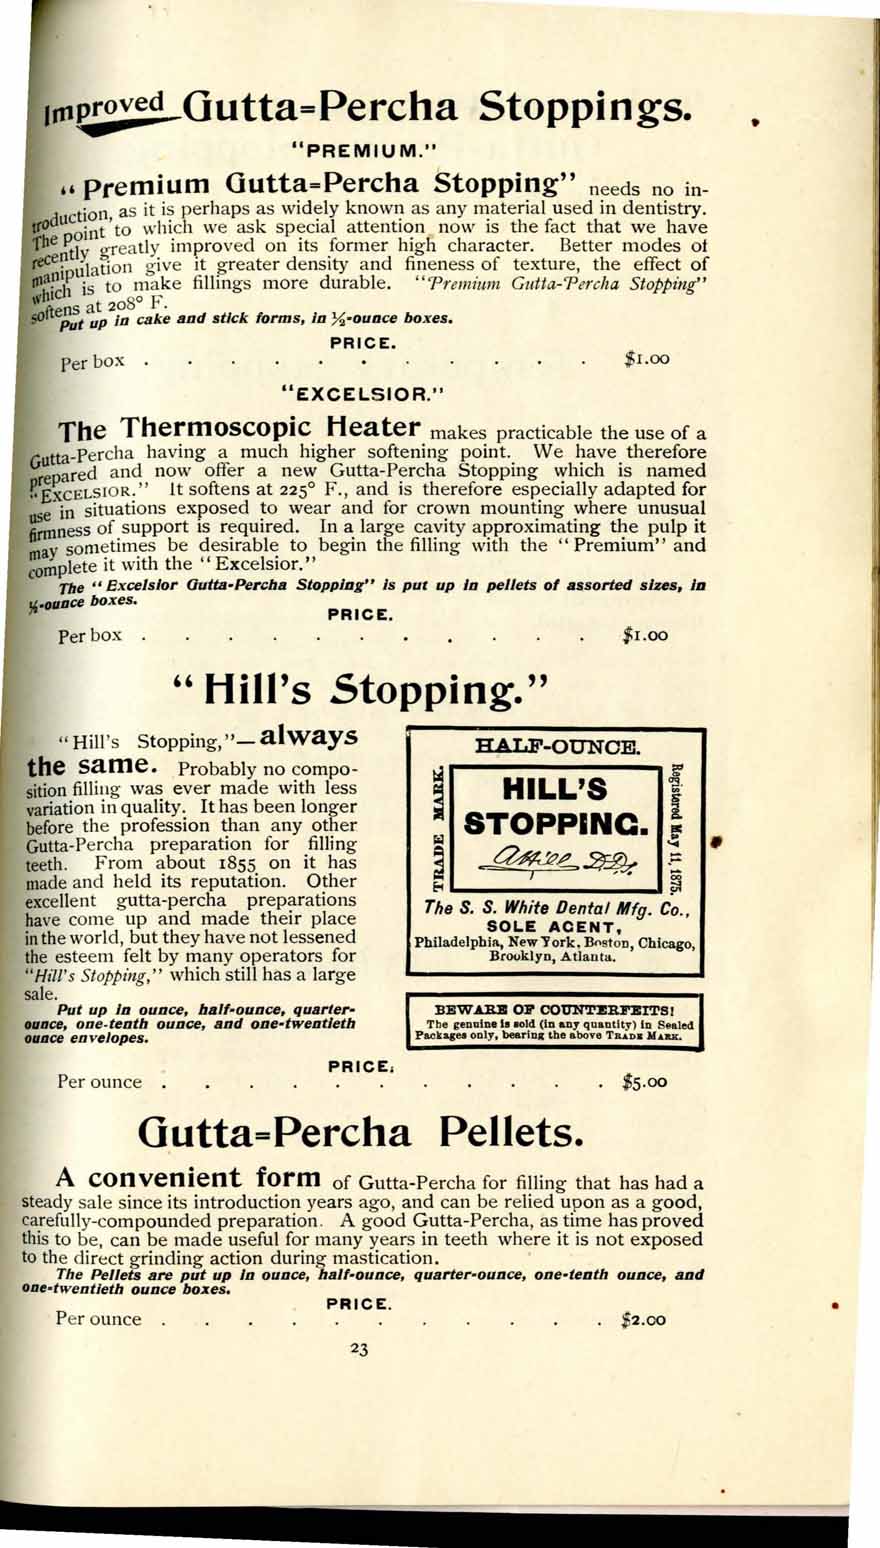 Improved Gutta=Percha Stoppings.
"PREMIUM."
"Premium Gutta=Percha Stopping" needs no in-
troduction, as it is perhaps as widely known as any material used in dentistry.
The point to which we ask special attention now is the fact that we have
recently greatly improved on its former high character. Better modes of
manipulation give it greater density and fineness of texture, the effect of
which is to make fillings more durable. "Premium Gutta-Percha Stopping"
softens at 208° F.
Put up in cake and stick forms, in ½-ounce boxes.
PRICE.
Per box . . . . . . . . . . . $1.00
"EXCELSIOR."
The Thermoscopic Heater makes practicable the use of a
Gutta-Percha having a much higher softening point. We have therefore
prepared and now offer a new Gutta-Percha Stopping which is named
"EXCELSIOR." It softens at 225° F., and is therefore especially adapted for
use in situations exposed to wear and for crown mounting where unusual
firmness of support is required. In a large cavity approximating the pulp it
may sometimes be desirable to begin the filling with the "Premium" and
complete it with the "Excelsior."
The "Excelsior Gutta-Percha Stopping" is put up in pellets of assorted sizes, in
-ounce boxes.
PRICE.
Per box . . . . . . . . . . . $1.00
"Hill's Stopping."
"Hill's Stopping,"—always
the same. Probably no compo-
sition filling was ever made with less
variation in quality. It has been longer
before the profession than any other
Gutta-Percha preparation for filling
teeth. From about 1855 on it has
made and held its reputation. Other
excellent gutta-percha preparations
have come up and made their place
in the world, but they have not lessened
the esteem felt by many operators for
"Hill's Stopping," which still has a large
sale.
Put up in ounce, half-ounce, quarter-
ounce, one-tenth ounce, and one-twentieth
ounce envelopes.
HALF-OUNCE.
TRADE MARK.
HILL'S
STOPPING.
Registered May 11, 1875.
The S. S. White Dental Mfg. Co.,
SOLE AGENT,
Philadelphia, New York, Boston, Chicago,
Brooklyn, Atlanta.
BEWARE OF COUNTERFEITS!
The genuine is sold (in any quantity) in Sealed
Packages only, bearing the above TRADE MARK.
PRICE.
Per ounce . . . . . . . . . . . $5.00
Gutta=Percha Pellets.
A convenient form of Gutta-Percha for filling that has had a
steady sale since its introduction years ago, and can be relied upon as a good,
carefully-compounded preparation. A good Gutta-Percha, as time has proved
this to be, can be made useful for many years in teeth where it is not exposed
to the direct grinding action during mastication.
The Pellets are put up in ounce, half-ounce, quarter-ounce, one-tenth ounce, and
one-twentieth ounce boxes.
PRICE.
Per ounce . . . . . . . . . . . $2.00
23